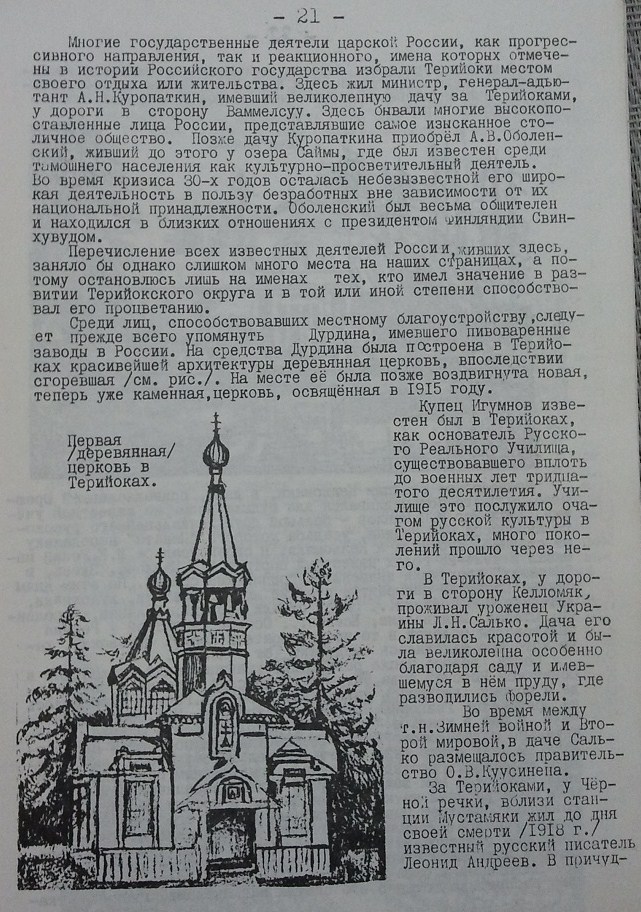 - 21 -
Многие государственные деятели царской России, как прогрес-
сивного направления, так и реакционного, имена которых отмече-
ны в истории Российского государства избрали Терийоки местом
своего отдыха или жительства. Здесь жил министр, генерал-адъю-
тант А.Н.Куропаткин, имевший великолепную дачу за Терийоками,
у дороги в сторону Ваммелсуу. Здесь бывали многие высокопо-
ставленные лица России, представлявшие самое изысканное сто-
личное общество. Позже дачу Куропаткина приобрёл А.В.Оболен-
ский, живший до этого у озера Саймы, где был известен среди
тамошнего населения как культурно-просветительный деятель.
Во время кризиса 30-х годов осталась небезызвестной его широ-
кая деятельность в пользу безработных вне зависимости от их
национальной принадлежности. Оболенский был весьма общителен
и находился в близких отношениях с президентом Финляндии Свин-
хувудом.
Перечисление всех известных деятелей России, живших здесь,
заняло бы однако слишком много места на наших страницах, а по-
тому остановлюсь лишь на именах тех, кто имел значение в раз-
витии Терийокского округа и в той или иной степени способство-
вал его процветанию.
Среди лиц, способствовавших местному благоустройству, следу-
ет прежде всего упомянуть Дурдина, имевшего пивоваренные
заводы в России. На средства Дурдина была построена в Терийо-
ках красивейшей архитектуры деревянная церковь, впоследствии
сгоревшая /см. рис./. На месте её была позже воздвигнута новая,
теперь уже каменная, церковь, освящённая в 1915 году.
Первая
/деревянная/
церковь в
Терийоках.
Купец Игумнов изве-
стен был в Терийоках,
как основатель Русско-
го Реального Училища,
существовавшего вплоть
до военных лет тридца-
того десятилетия. Учи-
лище это послужило оча-
гом русской культуры в
Терийоках, много поко-
лений прошло через не-
го.
В Терийоках, у доро-
ги в сторону Келломяк,
проживал уроженец Укра-
ины Л.Н.Салько. Дача его
славилась красотой и бы-
ла великолепна особенно
благодаря саду и имев-
шемуся в нём пруду, где
разводились форели.
Во время между
т.н.Зимней войной и Вто-
рой мировой, в даче Саль-
ко размещалось правитель-
ство О.В.Куусинена.
За Терийоками, у Чёр-
ной речки, вблизи стан-
ции Мустамяки жил до дня
своей смерти /1918 г./
известный русский писатель
Леонид Андреев. В причуд-